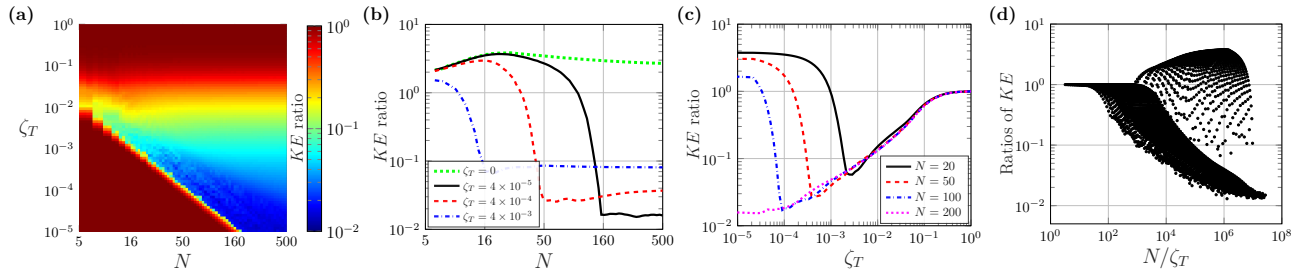 (a)
10^0
10^{-1}
10^{-2}
10^{-3}
10^{-4}
10^{-5}
ζ_T
5 16 50 160 500
N
10^0
10^{-1}
10^{-2}
KE ratio
(b)
10^1
10^0
10^{-1}
10^{-2}
KE ratio
ζ_T = 0
ζ_T = 4 × 10^{-5}
ζ_T = 4 × 10^{-4}
ζ_T = 4 × 10^{-3}
5 16 50 160 500
N
(c)
10^1
10^0
10^{-1}
10^{-2}
KE ratio
N = 20
N = 50
N = 100
N = 200
10^{-5} 10^{-4} 10^{-3} 10^{-2} 10^{-1} 10^0
ζ_T
(d)
10^1
10^0
10^{-1}
10^{-2}
Ratios of KE
10^0 10^2 10^4 10^6 10^8
N/ζ_T